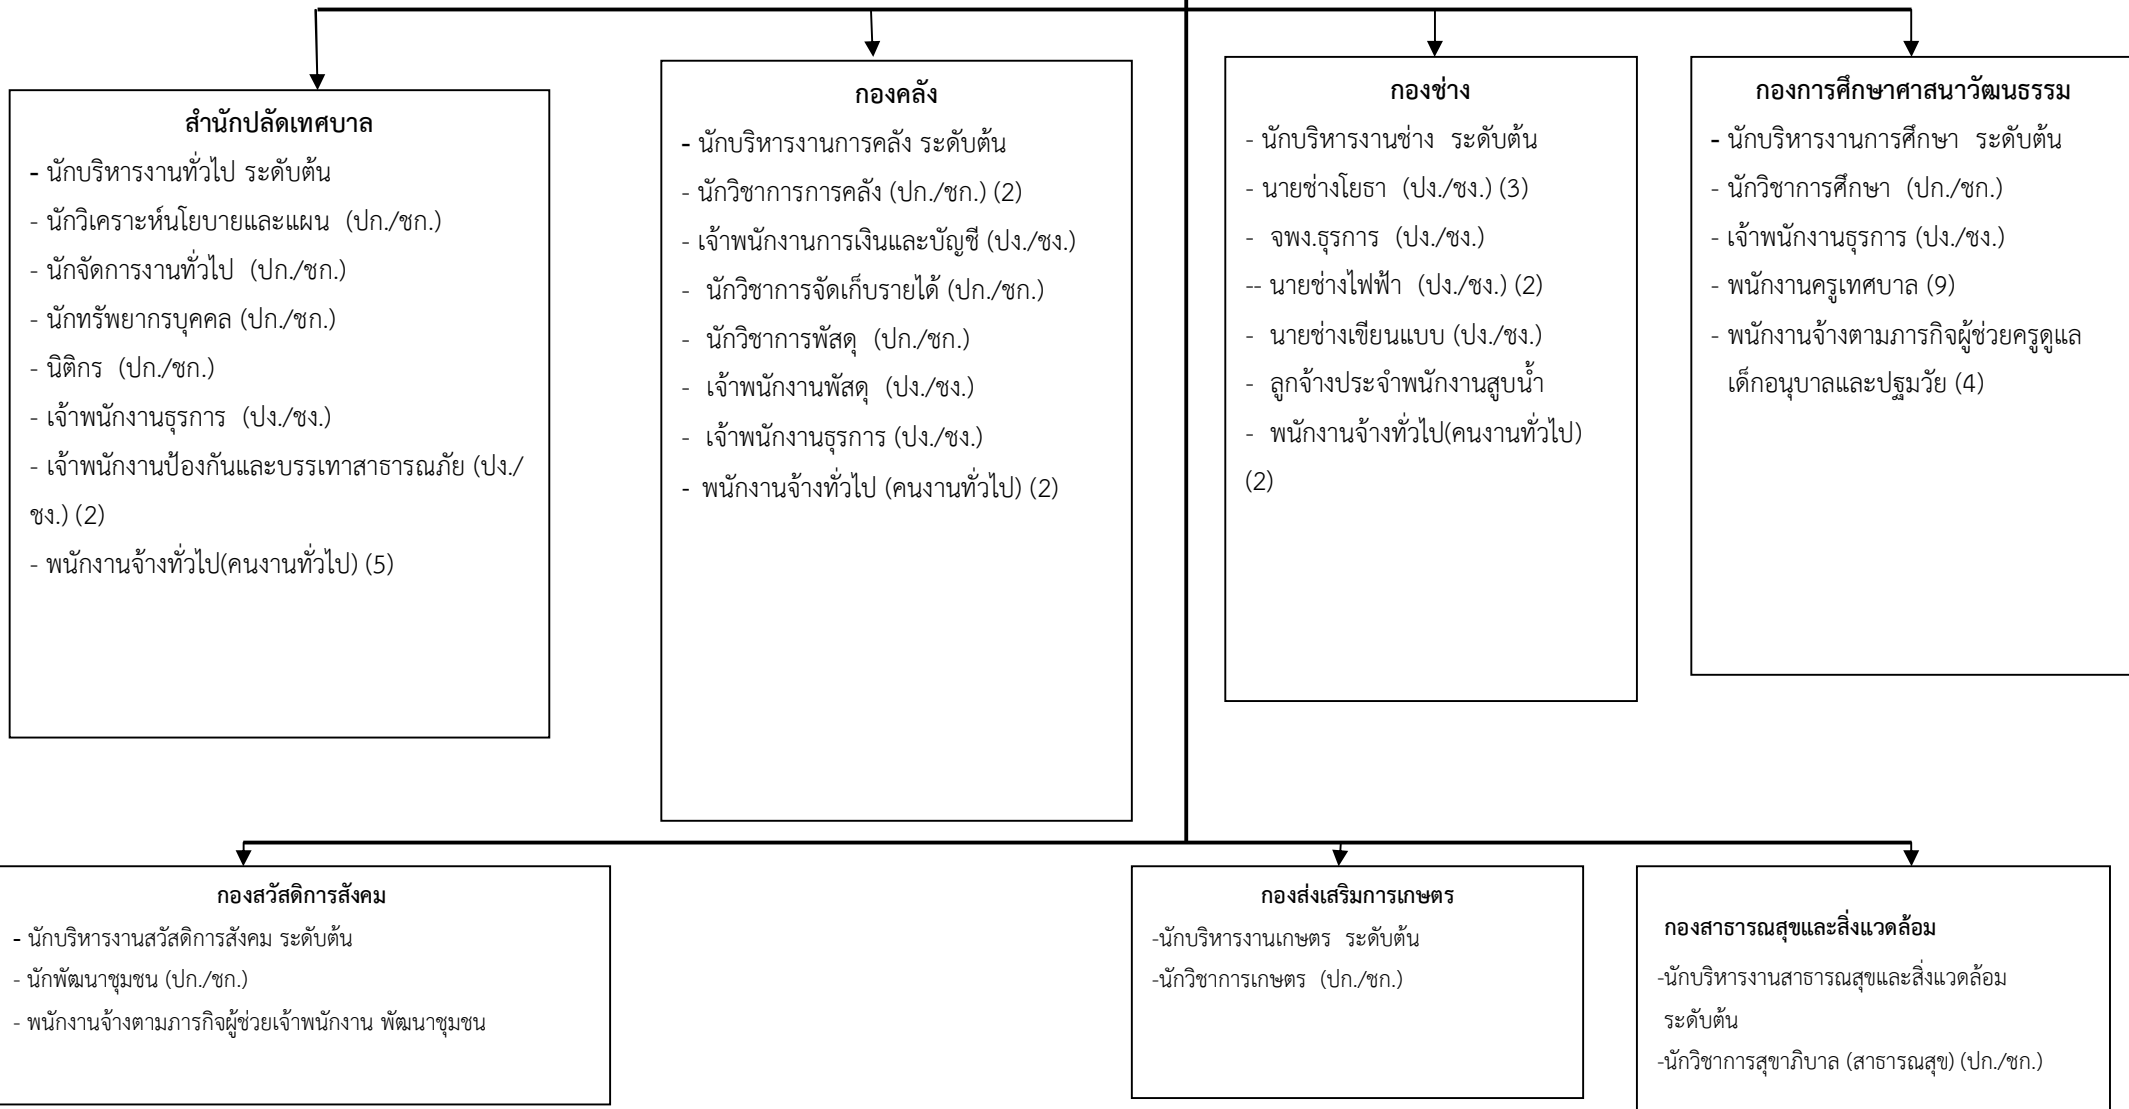 สำนักปลัดเทศบาล
- นักบริหารงานทั่วไป ระดับต้น
- นักวิเคราะห์นโยบายและแผน (ปก./ชก.)
- นักจัดการงานทั่วไป (ปก./ชก.)
- นักทรัพยากรบุคคล (ปก./ชก.)
- นิติกร (ปก./ชก.)
- เจ้าพนักงานธุรการ (ปง./ชง.)
- เจ้าพนักงานป้องกันและบรรเทาสาธารณภัย (ปง./
ชง.) (2)
- พนักงานจ้างทั่วไป(คนงานทั่วไป) (5)
กองคลัง
- นักบริหารงานการคลัง ระดับต้น
- นักวิชาการการคลัง (ปก./ชก.) (2)
- เจ้าพนักงานการเงินและบัญชี (ปง./ชง.)
- นักวิชาการจัดเก็บรายได้ (ปก./ชก.)
- นักวิชาการพัสดุ (ปก./ชก.)
- เจ้าพนักงานพัสดุ (ปง./ชง.)
- เจ้าพนักงานธุรการ (ปง./ชง.)
- พนักงานจ้างทั่วไป (คนงานทั่วไป) (2)
กองช่าง
- นักบริหารงานช่าง ระดับต้น
- นายช่างโยธา (ปง./ชง.) (3)
- จพง.ธุรการ (ปง./ชง.)
-- นายช่างไฟฟ้า (ปง./ชง.) (2)
- นายช่างเขียนแบบ (ปง./ชง.)
- ลูกจ้างประจำพนักงานสูบน้ำ
- พนักงานจ้างทั่วไป(คนงานทั่วไป)
(2)
กองการศึกษาศาสนาวัฒนธรรม
- นักบริหารงานการศึกษา ระดับต้น
- นักวิชาการศึกษา (ปก./ชก.)
- เจ้าพนักงานธุรการ (ปง./ชง.)
- พนักงานครูเทศบาล (9)
- พนักงานจ้างตามภารกิจผู้ช่วยครูดูแล
เด็กอนุบาลและปฐมวัย (4)
กองสวัสดิการสังคม
- นักบริหารงานสวัสดิการสังคม ระดับต้น
- นักพัฒนาชุมชน (ปก./ชก.)
- พนักงานจ้างตามภารกิจผู้ช่วยเจ้าพนักงาน พัฒนาชุมชน
กองส่งเสริมการเกษตร
-นักบริหารงานเกษตร ระดับต้น
-นักวิชาการเกษตร (ปก./ชก.)
กองสาธารณสุขและสิ่งแวดล้อม
-นักบริหารงานสาธารณสุขและสิ่งแวดล้อม
ระดับต้น
-นักวิชาการสุขาภิบาล (สาธารณสุข) (ปก./ชก.)